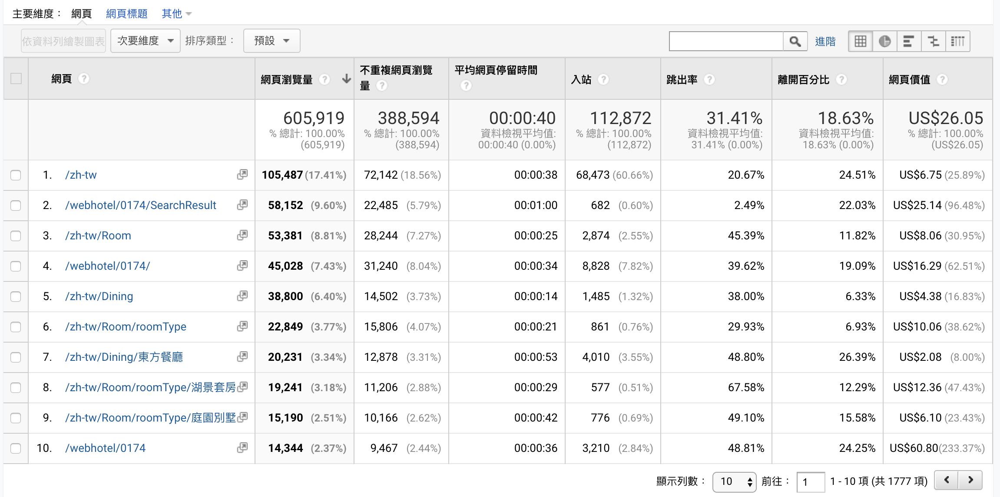 主要維度： 網頁 網頁標題 其他
依資料列繪製圖表 次要維度 排序類型： 預設 進階
網頁 ? 網頁瀏覽量 ? 不重複網頁瀏覽量 ? 平均網頁停留時間 ? 入站 ? 跳出率 ? 離開百分比 ? 網頁價值 ?
605,919 388,594 00:00:40 112,872 31.41% 18.63% US$26.05
% 總計: 100.00% % 總計: 100.00% 資料檢視平均值: % 總計: 100.00% 資料檢視平均值: 資料檢視平均值: % 總計: 100.00%
(605,919) (388,594) 00:00:40 (0.00%) (112,872) 31.41% (0.00%) 18.63% (0.00%) (US$26.05)
1. /zh-tw 105,487 (17.41%) 72,142 (18.56%) 00:00:38 68,473 (60.66%) 20.67% 24.51% US$6.75 (25.89%)
2. /webhotel/0174/SearchResult 58,152 (9.60%) 22,485 (5.79%) 00:01:00 682 (0.60%) 2.49% 22.03% US$25.14 (96.48%)
3. /zh-tw/Room 53,381 (8.81%) 28,244 (7.27%) 00:00:25 2,874 (2.55%) 45.39% 11.82% US$8.06 (30.95%)
4. /webhotel/0174/ 45,028 (7.43%) 31,240 (8.04%) 00:00:34 8,828 (7.82%) 39.62% 19.09% US$16.29 (62.51%)
5. /zh-tw/Dining 38,800 (6.40%) 14,502 (3.73%) 00:00:14 1,485 (1.32%) 38.00% 6.33% US$4.38 (16.83%)
6. /zh-tw/Room/roomType 22,849 (3.77%) 15,806 (4.07%) 00:00:21 861 (0.76%) 29.93% 6.93% US$10.06 (38.62%)
7. /zh-tw/Dining/東方餐廳 20,231 (3.34%) 12,878 (3.31%) 00:00:53 4,010 (3.55%) 48.80% 26.39% US$2.08 (8.00%)
8. /zh-tw/Room/roomType/湖景套房 19,241 (3.18%) 11,206 (2.88%) 00:00:29 577 (0.51%) 67.58% 12.29% US$12.36 (47.43%)
9. /zh-tw/Room/roomType/庭園別墅 15,190 (2.51%) 10,166 (2.62%) 00:00:42 776 (0.69%) 49.10% 15.58% US$6.10 (23.43%)
10. /webhotel/0174 14,344 (2.37%) 9,467 (2.44%) 00:00:36 3,210 (2.84%) 48.81% 24.25% US$60.80 (233.37%)
顯示列數： 10 前往： 1 1 - 10 項 (共 1777 項)